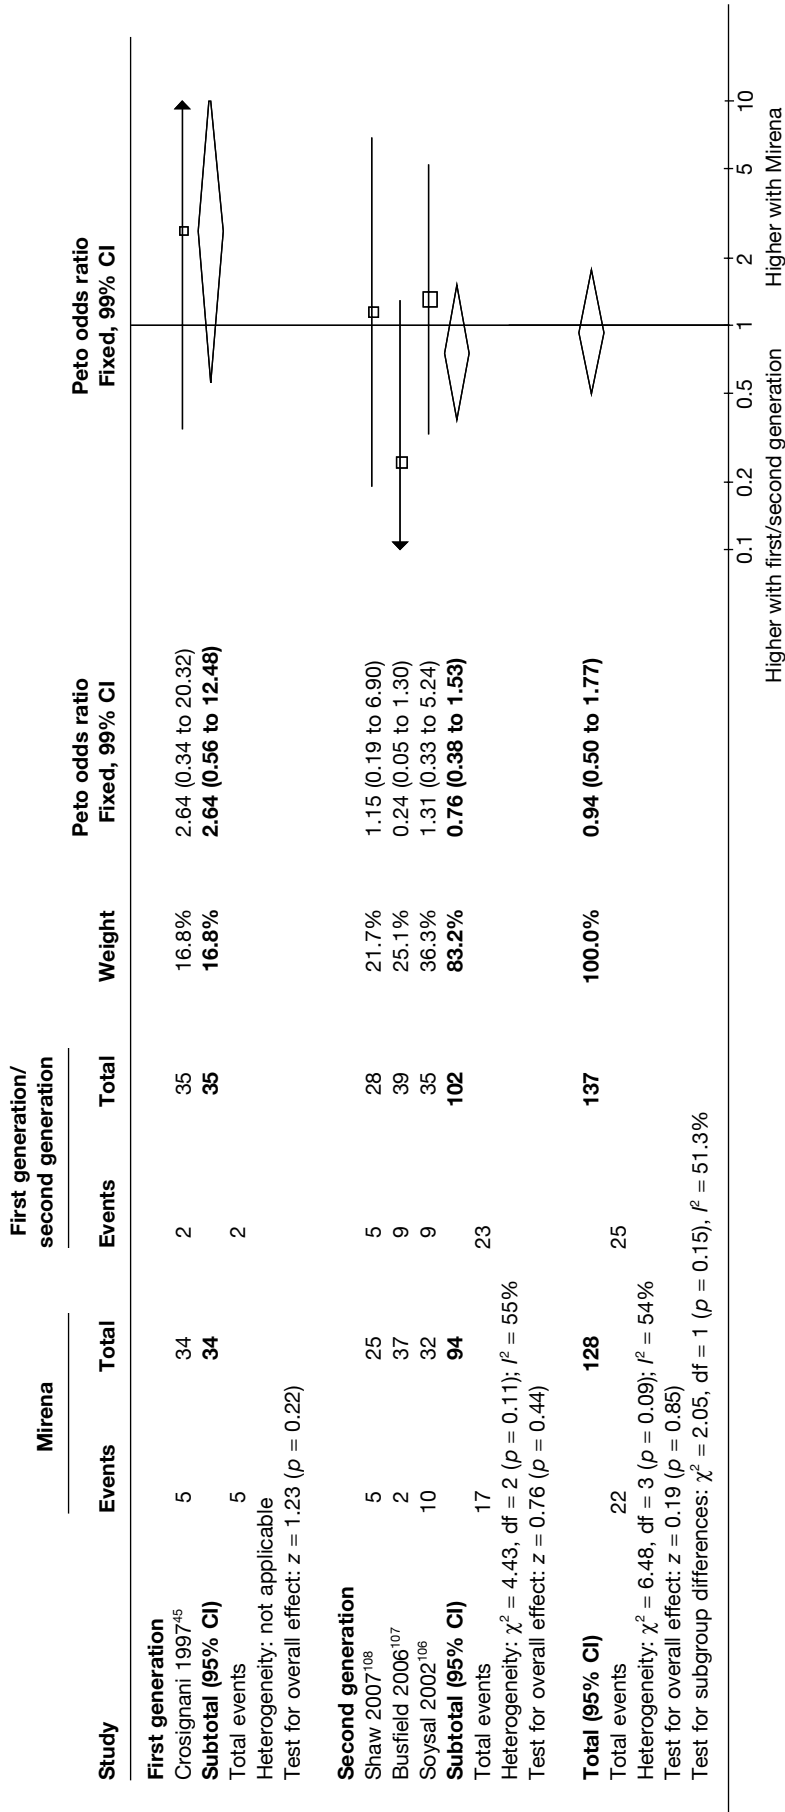 Mirena
First generation/
second generation
Peto odds ratio
Fixed, 99% CI
Peto odds ratio
Fixed, 99% CI
Study Events Total Events Total Weight
First generation
Crosignani 1997⁴⁵ 5 34 2 35 16.8% 2.64 (0.34 to 20.32)
Subtotal (95% CI) 34 35 16.8% 2.64 (0.56 to 12.48)
Total events 5 2
Heterogeneity: not applicable
Test for overall effect: z = 1.23 (p = 0.22)
Second generation
Shaw 2007¹⁰⁸ 5 25 5 28 21.7% 1.15 (0.19 to 6.90)
Busfield 2006¹⁰⁷ 2 37 9 39 25.1% 0.24 (0.05 to 1.30)
Soysal 2002¹⁰⁶ 10 32 9 35 36.3% 1.31 (0.33 to 5.24)
Subtotal (95% CI) 94 102 83.2% 0.76 (0.38 to 1.53)
Total events 17 23
Heterogeneity: χ² = 4.43, df = 2 (p = 0.11); I² = 55%
Test for overall effect: z = 0.76 (p = 0.44)
Total (95% CI) 128 137 100.0% 0.94 (0.50 to 1.77)
Total events 22 25
Heterogeneity: χ² = 6.48, df = 3 (p = 0.09); I² = 54%
Test for overall effect: z = 0.19 (p = 0.85)
Test for subgroup differences: χ² = 2.05, df = 1 (p = 0.15), I² = 51.3%
0.1 0.2 0.5 1 2 5 10
Higher with first/second generation Higher with Mirena